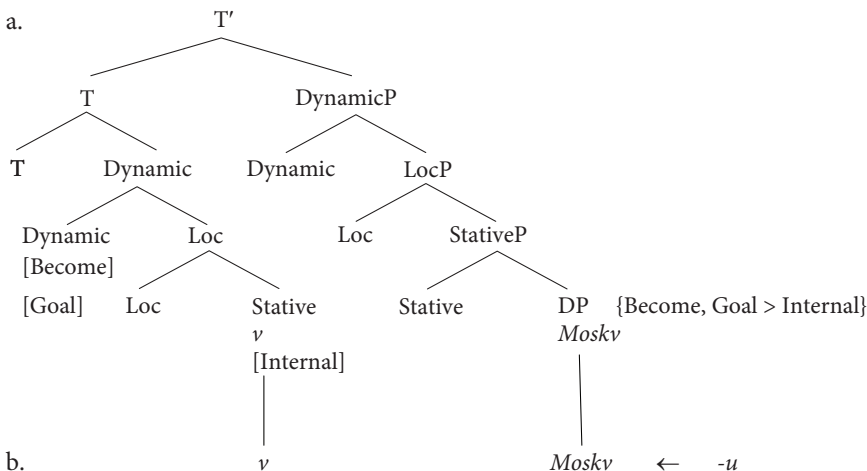 a. T′
T DynamicP
T Dynamic Dynamic LocP
Dynamic Loc Loc StativeP
[Become]
[Goal] Loc Stative Stative DP {Become, Goal > Internal}
v Moskv
[Internal]
b. v Moskv ← -u